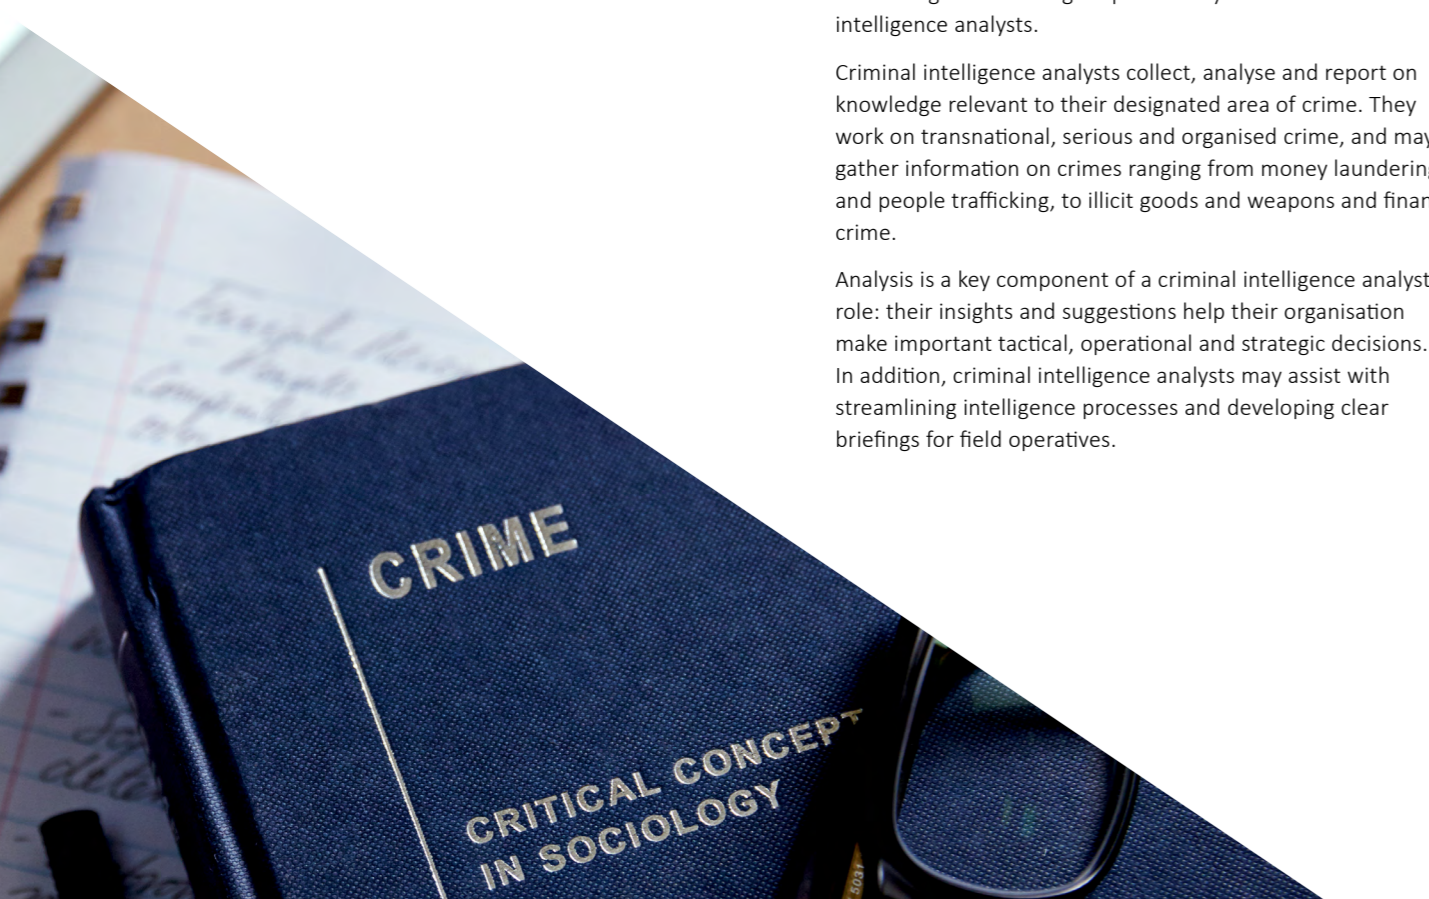 intelligence analysts.
Criminal intelligence analysts collect, analyse and report on
knowledge relevant to their designated area of crime. They
work on transnational, serious and organised crime, and may
gather information on crimes ranging from money laundering
and people trafficking, to illicit goods and weapons and finan
crime.
Analysis is a key component of a criminal intelligence analyst
role: their insights and suggestions help their organisation
make important tactical, operational and strategic decisions.
In addition, criminal intelligence analysts may assist with
streamlining intelligence processes and developing clear
briefings for field operatives.
CRIME
CRITICAL CONCEPT
IN SOCIOLOGY
5031